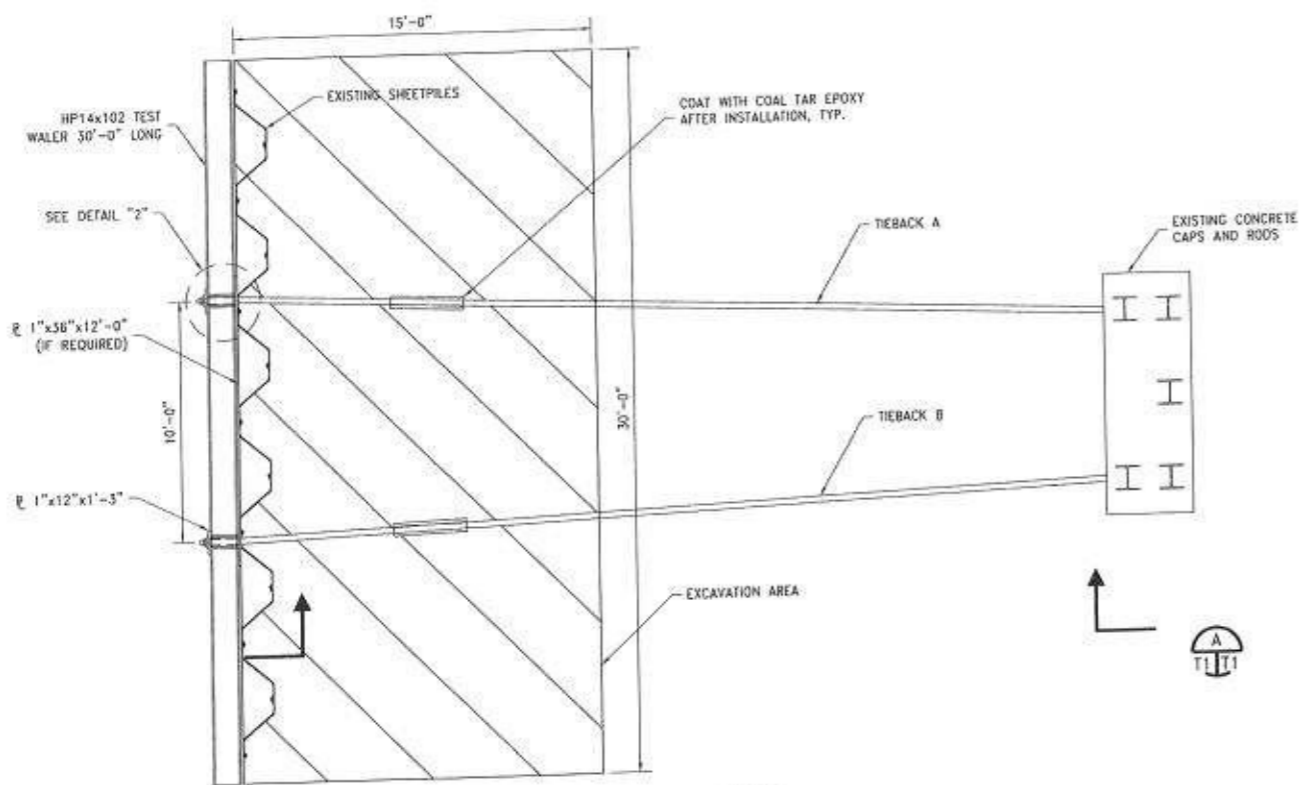 15'-0"
EXISTING SHEETPILES
COAT WITH COAL TAR EPOXY
AFTER INSTALLATION, TYP.
HP14x102 TEST
WALER 30'-0" LONG
SEE DETAIL "2"
TIEBACK A
EXISTING CONCRETE
CAPS AND RODS
℄ 1"x36"x12'-0"
(IF REQUIRED)
10'-0"
30'-0"
TIEBACK B
℄ 1"x12"x1'-3"
EXCAVATION AREA
A
T1 T1